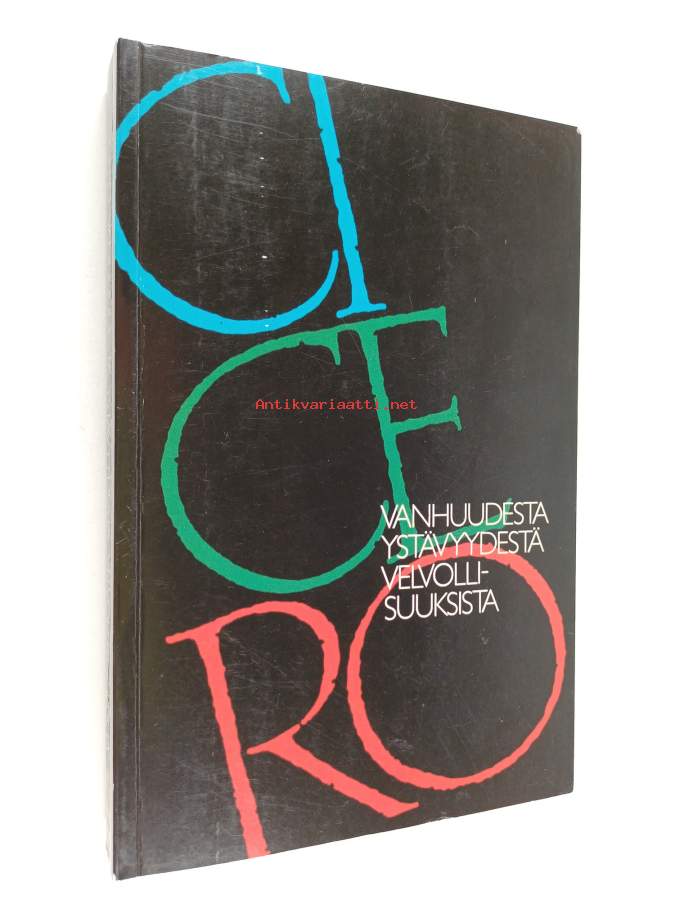 CI
CE
Antikvariaatti.net
VANHUUDESTA
YSTÄVYYDESTÄ
VELVOLLI-
SUUKSISTA
RO